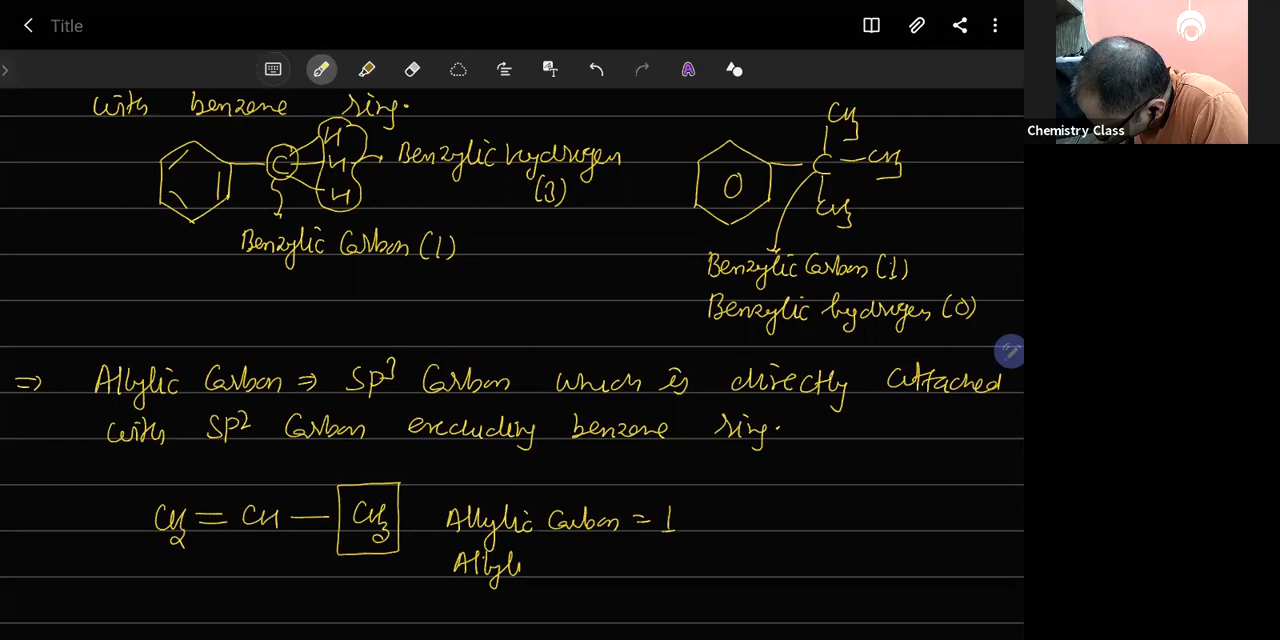 Title
with benzene ring.
H
C H → Benzylic hydrogen
H (3)
Benzylic Carbon (1)
CH3
C — CH3
CH3
Benzylic Carbon (1)
Benzylic hydrogen (0)
⇒ Allylic Carbon ⇒ SP3 Carbon which is directly attached
with SP2 Carbon excluding benzene ring.
CH2 = CH — CH3 Allylic Carbon = 1
Allyl
Chemistry Class